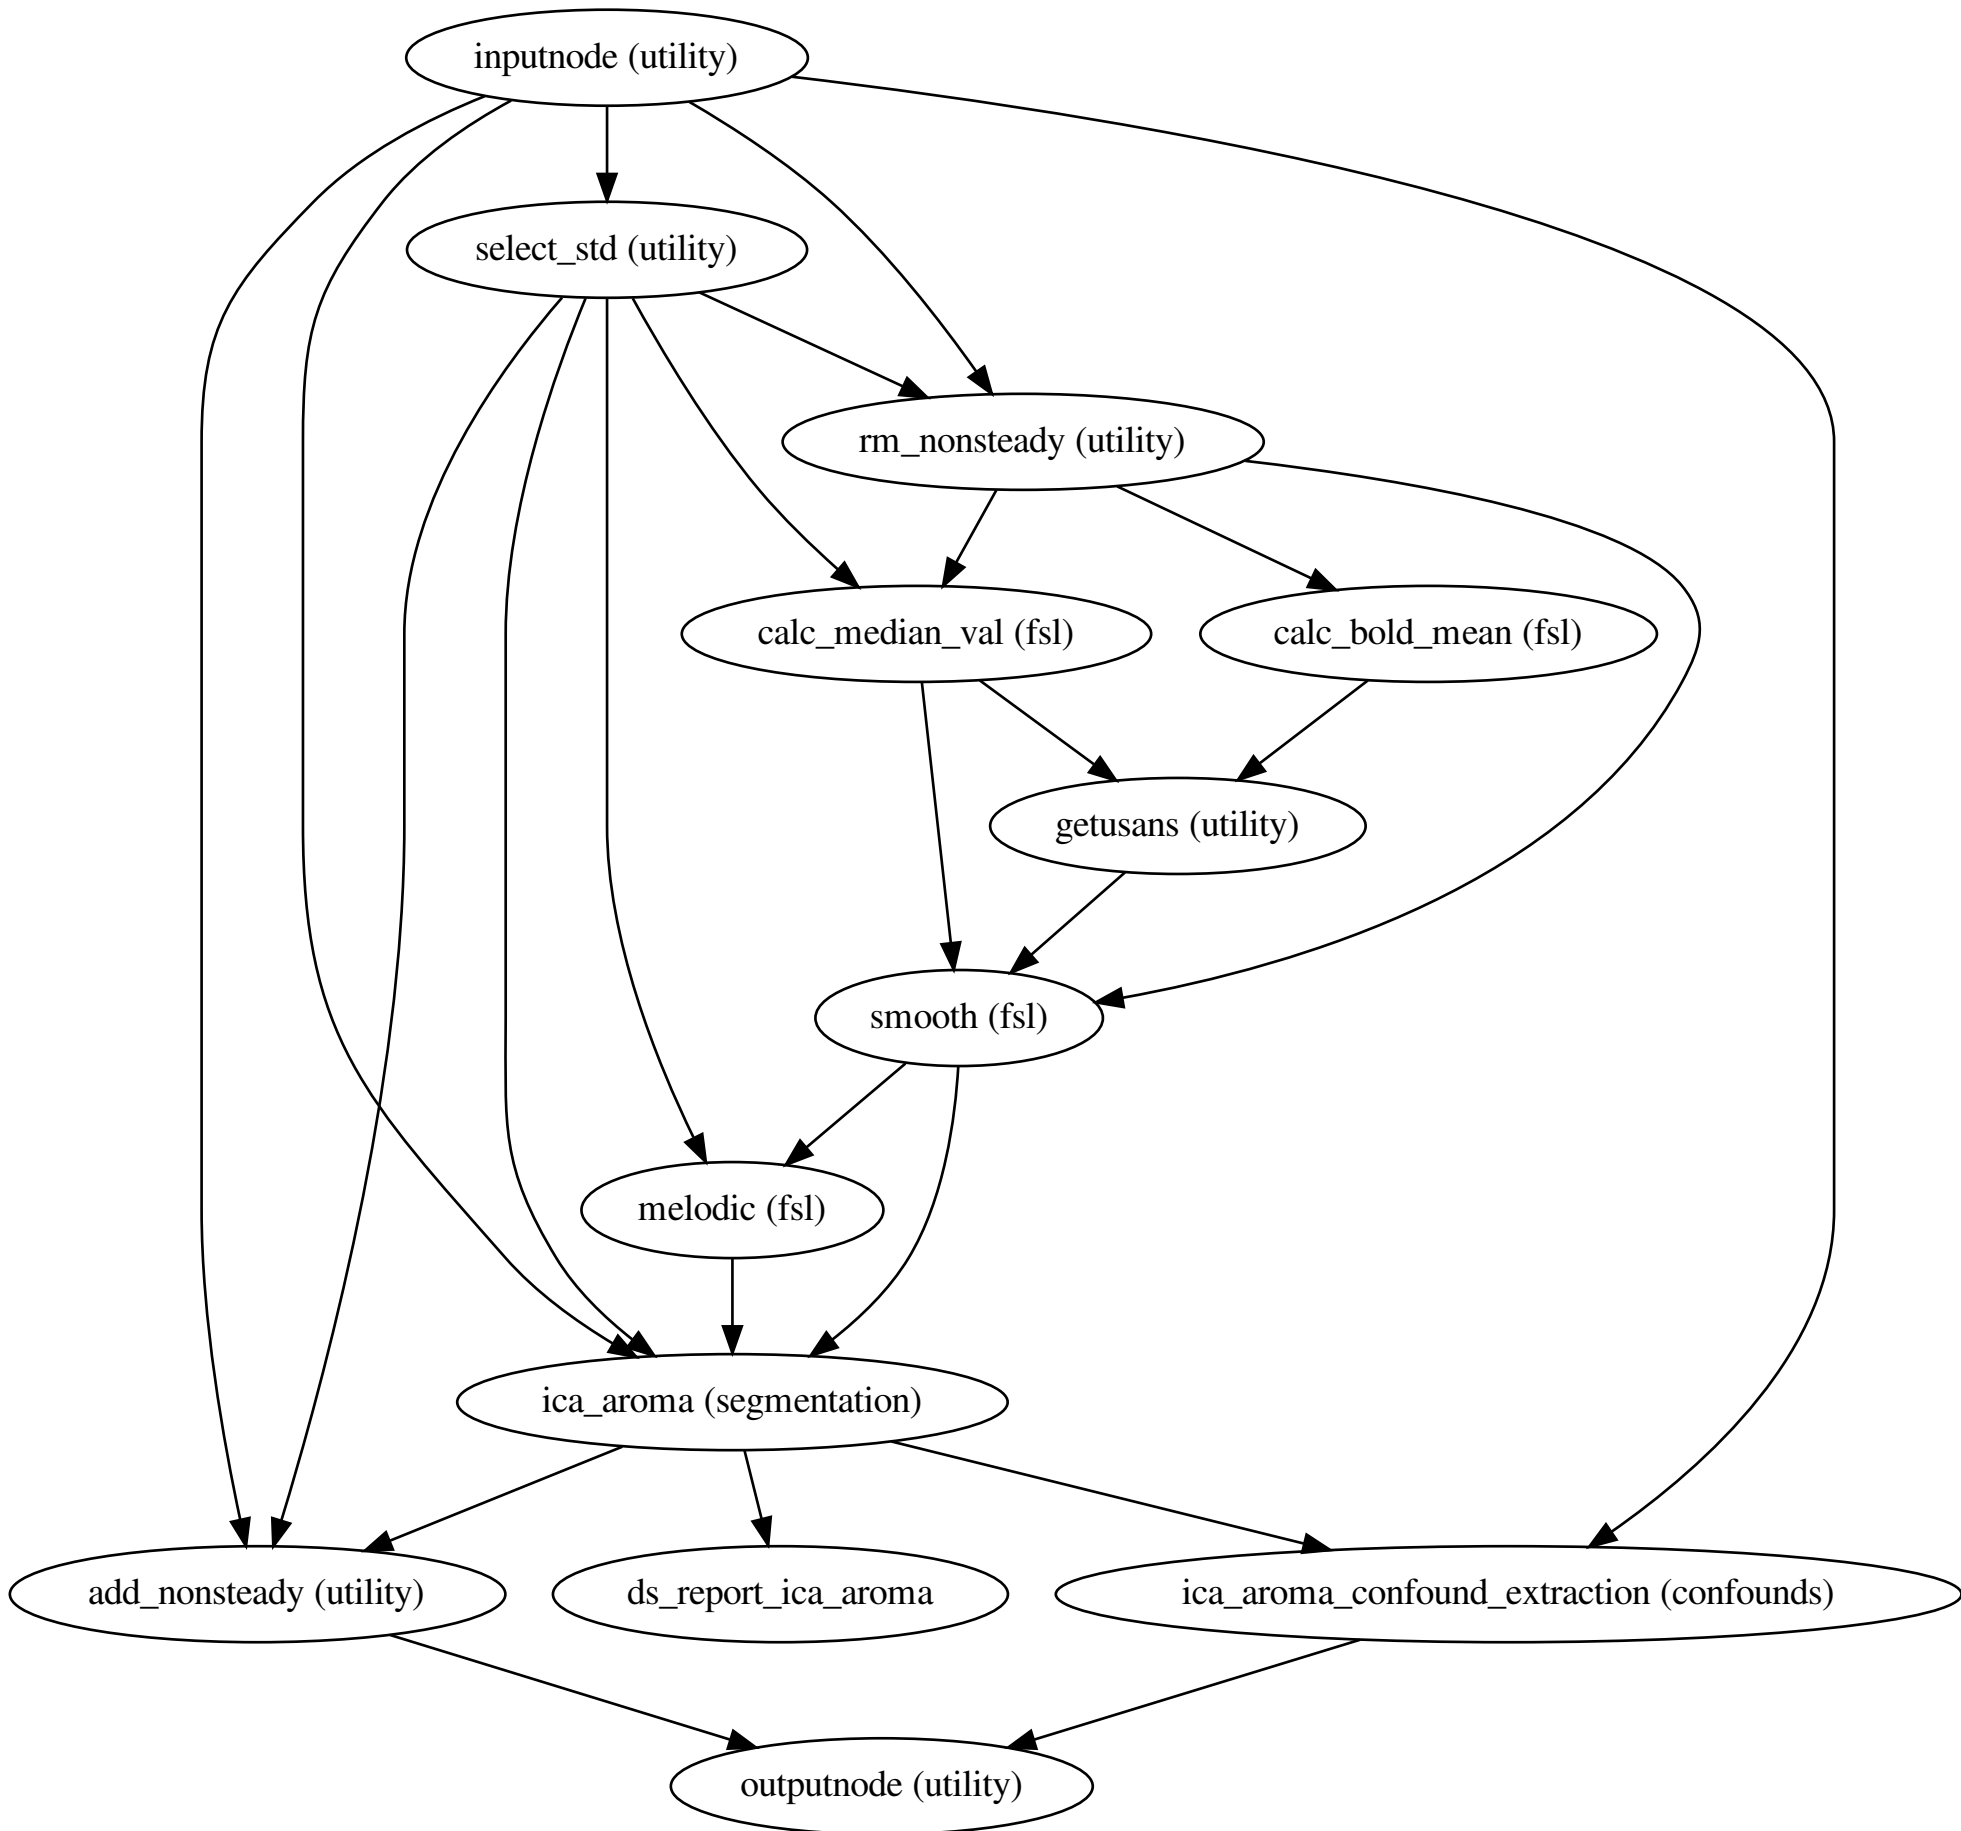 inputnode (utility)
select_std (utility)
rm_nonsteady (utility)
calc_median_val (fsl)
calc_bold_mean (fsl)
getusans (utility)
smooth (fsl)
melodic (fsl)
ica_aroma (segmentation)
add_nonsteady (utility)
ds_report_ica_aroma
ica_aroma_confound_extraction (confounds)
outputnode (utility)